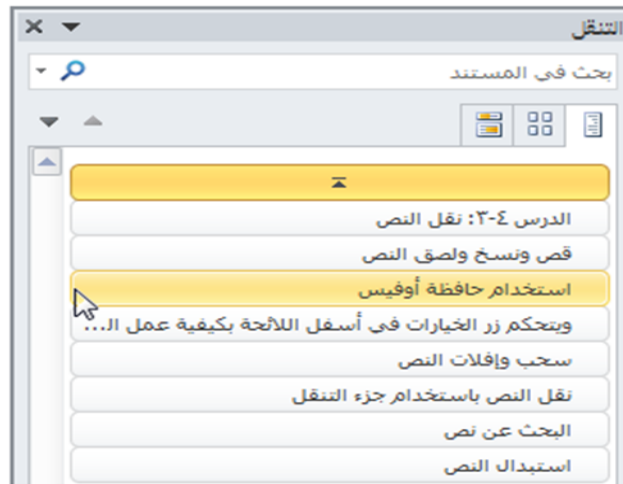 التنقل
بحث في المستند
الدرس ٤-٣: نقل النص
قص ونسخ ولصق النص
استخدام حافظة أوفيس
ويتحكم زر الخيارات في أسفل اللائحة بكيفية عمل ال...
سحب وإفلات النص
نقل النص باستخدام جزء التنقل
البحث عن نص
استبدال النص